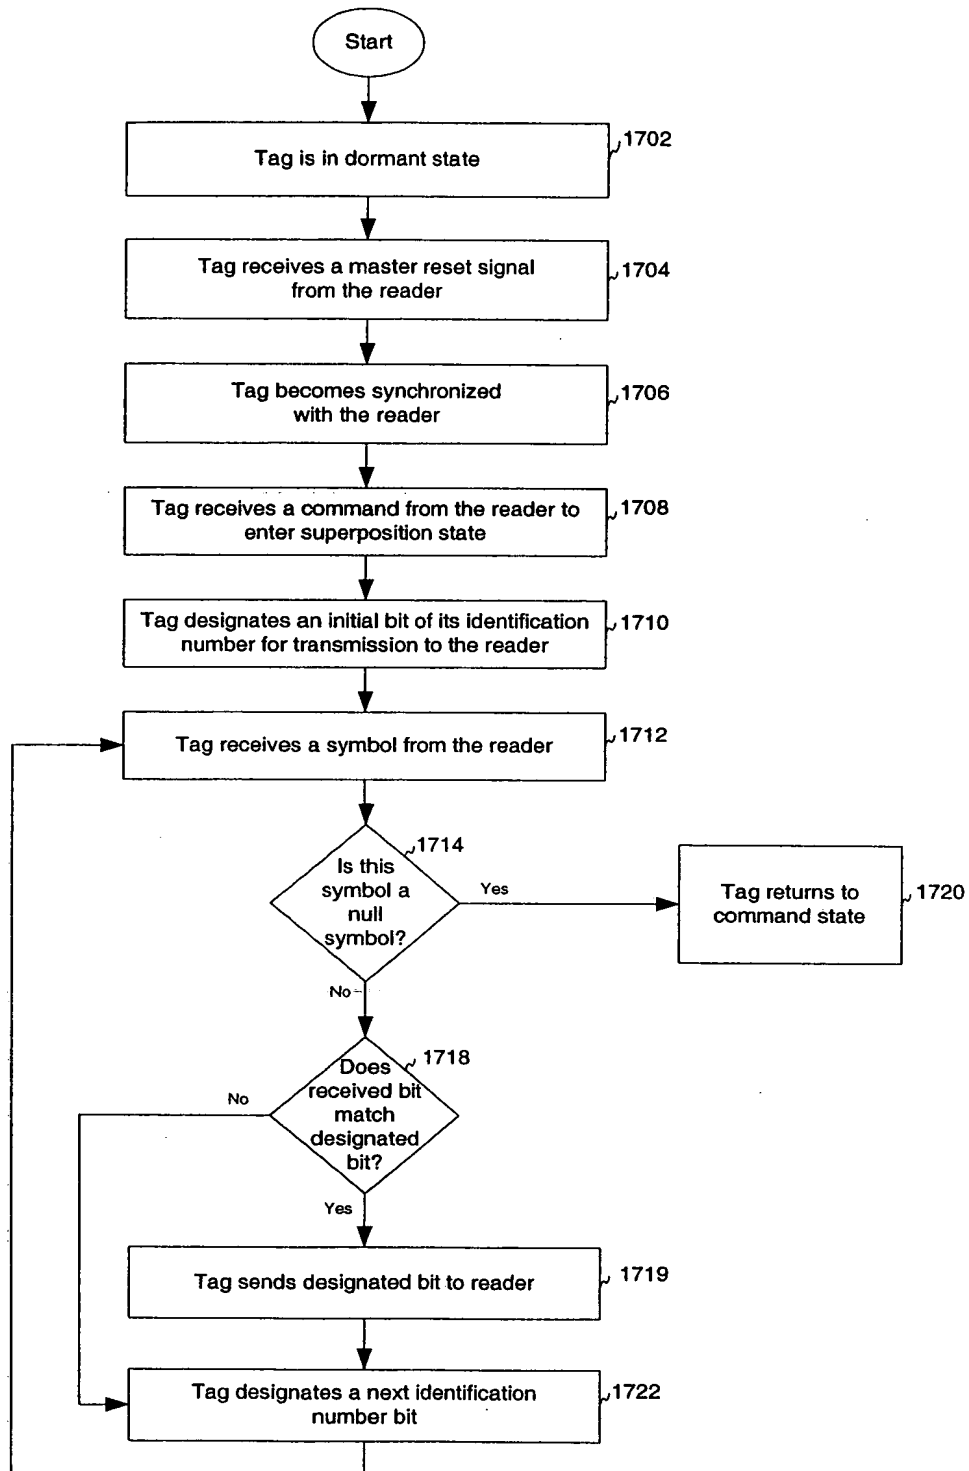 Start
Tag is in dormant state
1702
Tag receives a master reset signal
from the reader
1704
Tag becomes synchronized
with the reader
1706
Tag receives a command from the reader to
enter superposition state
1708
Tag designates an initial bit of its identification
number for transmission to the reader
1710
Tag receives a symbol from the reader
1712
1714
Is this
symbol a
null
symbol?
Yes
Tag returns to
command state
1720
No
1718
Does
received bit
match
designated
bit?
No
Yes
Tag sends designated bit to reader
1719
Tag designates a next identification
number bit
1722